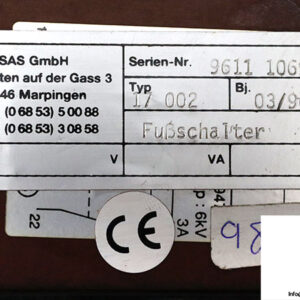 SAS GmbH
ten auf der Gass 3
46 Marpingen
(0 68 53) 5 00 88
(0 68 53) 3 08 58
Serien-Nr. 9611 106
Typ Bj.
17 002 03/9
Fußschalter
V VA
22
CE
p: 6kV
3A
94
98